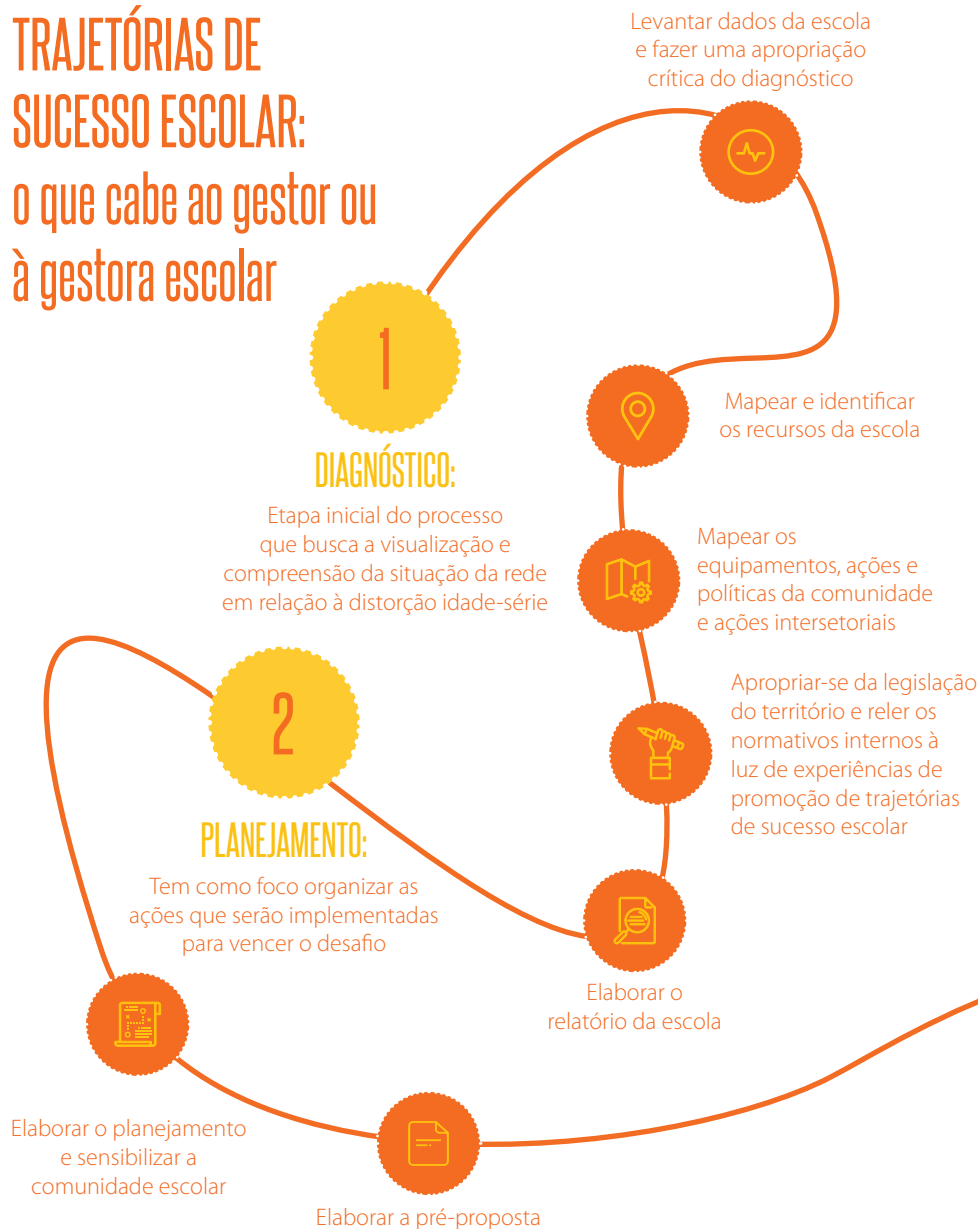 TRAJETÓRIAS DE
SUCESSO ESCOLAR:
o que cabe ao gestor ou
à gestora escolar
1
DIAGNÓSTICO:
Etapa inicial do processo
que busca a visualização e
compreensão da situação da rede
em relação à distorção idade-série
Levantar dados da escola
e fazer uma apropriação
crítica do diagnóstico
Mapear e identificar
os recursos da escola
Mapear os
equipamentos, ações e
políticas da comunidade
e ações intersetoriais
Apropriar-se da legislação
do território e reler os
normativos internos à
luz de experiências de
promoção de trajetórias
de sucesso escolar
Elaborar o
relatório da escola
2
PLANEJAMENTO:
Tem como foco organizar as
ações que serão implementadas
para vencer o desafio
Elaborar o planejamento
e sensibilizar a
comunidade escolar
Elaborar a pré-proposta